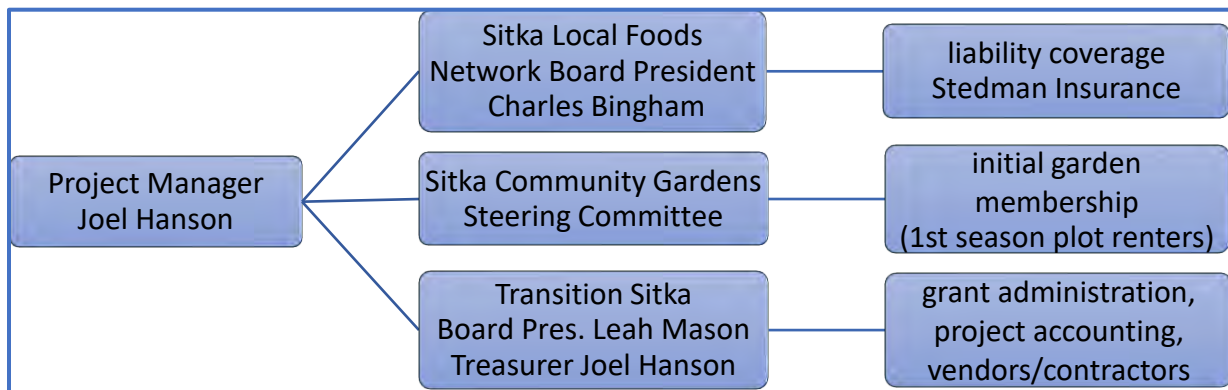 Project Manager
Joel Hanson
Sitka Local Foods
Network Board President
Charles Bingham
liability coverage
Stedman Insurance
Sitka Community Gardens
Steering Committee
initial garden
membership
(1st season plot renters)
Transition Sitka
Board Pres. Leah Mason
Treasurer Joel Hanson
grant administration,
project accounting,
vendors/contractors